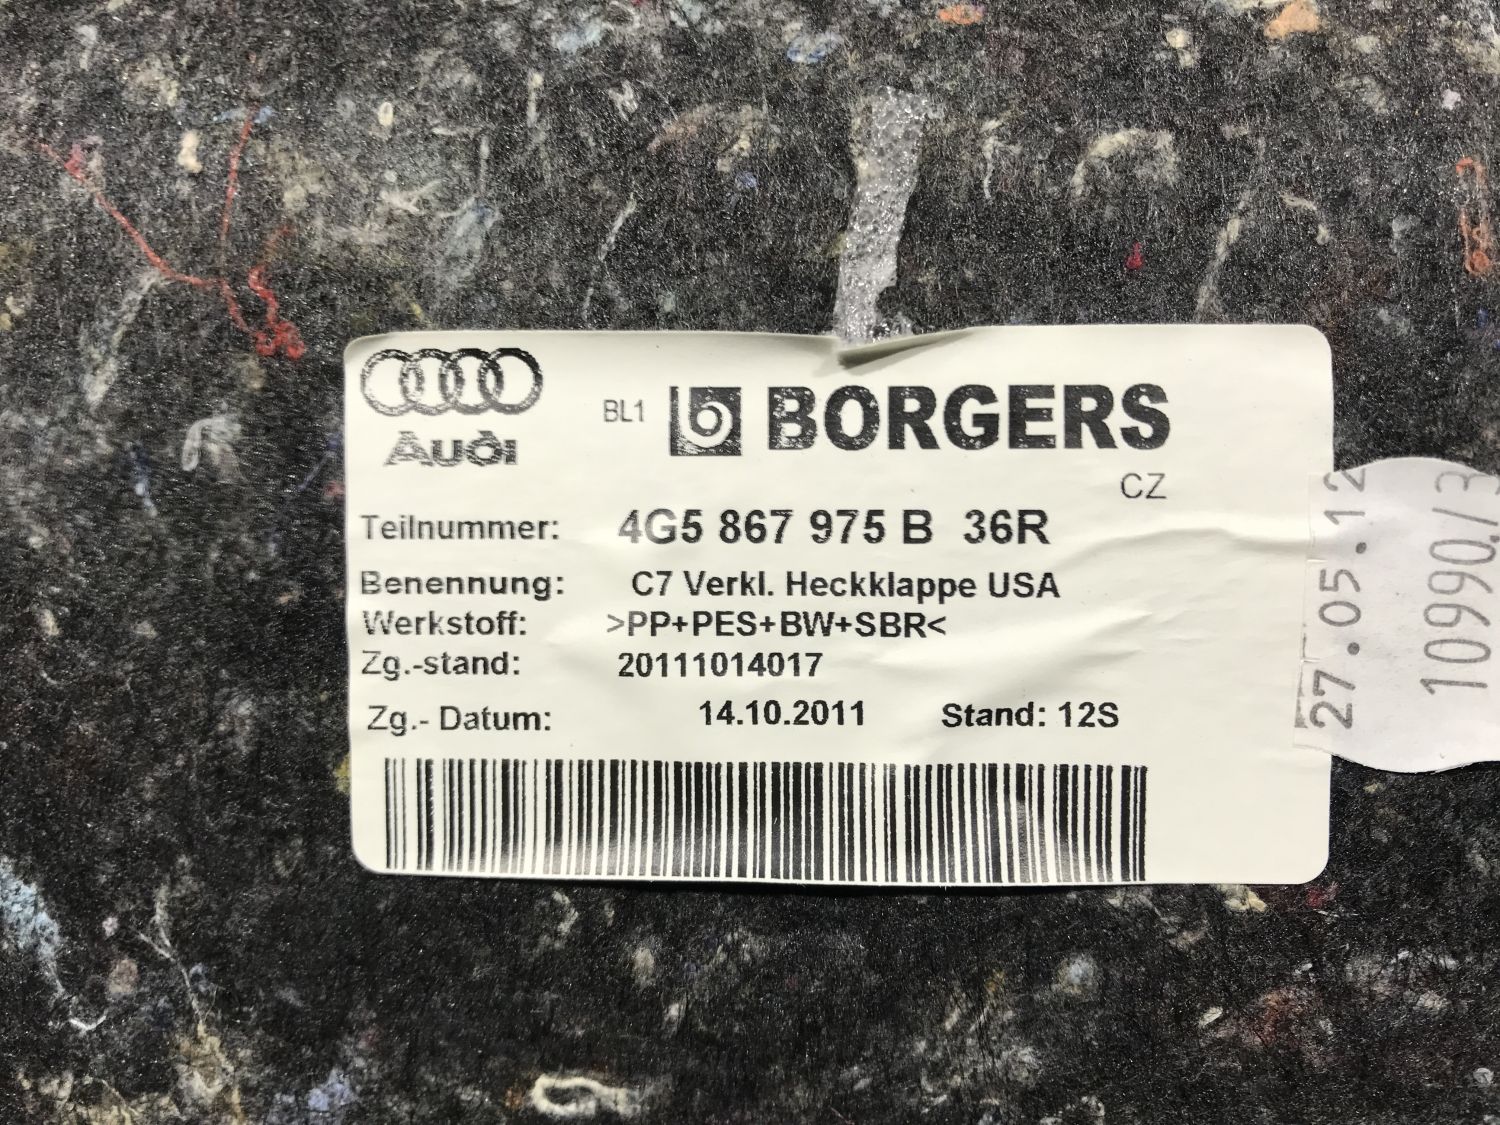 Audi
BL1 BORGERS
CZ
Teilnummer: 4G5 867 975 B 36R
Benennung: C7 Verkl. Heckklappe USA
Werkstoff: >PP+PES+BW+SBR<
Zg.-stand: 20111014017
Zg.- Datum: 14.10.2011 Stand: 12S
27.05.12
10990/3